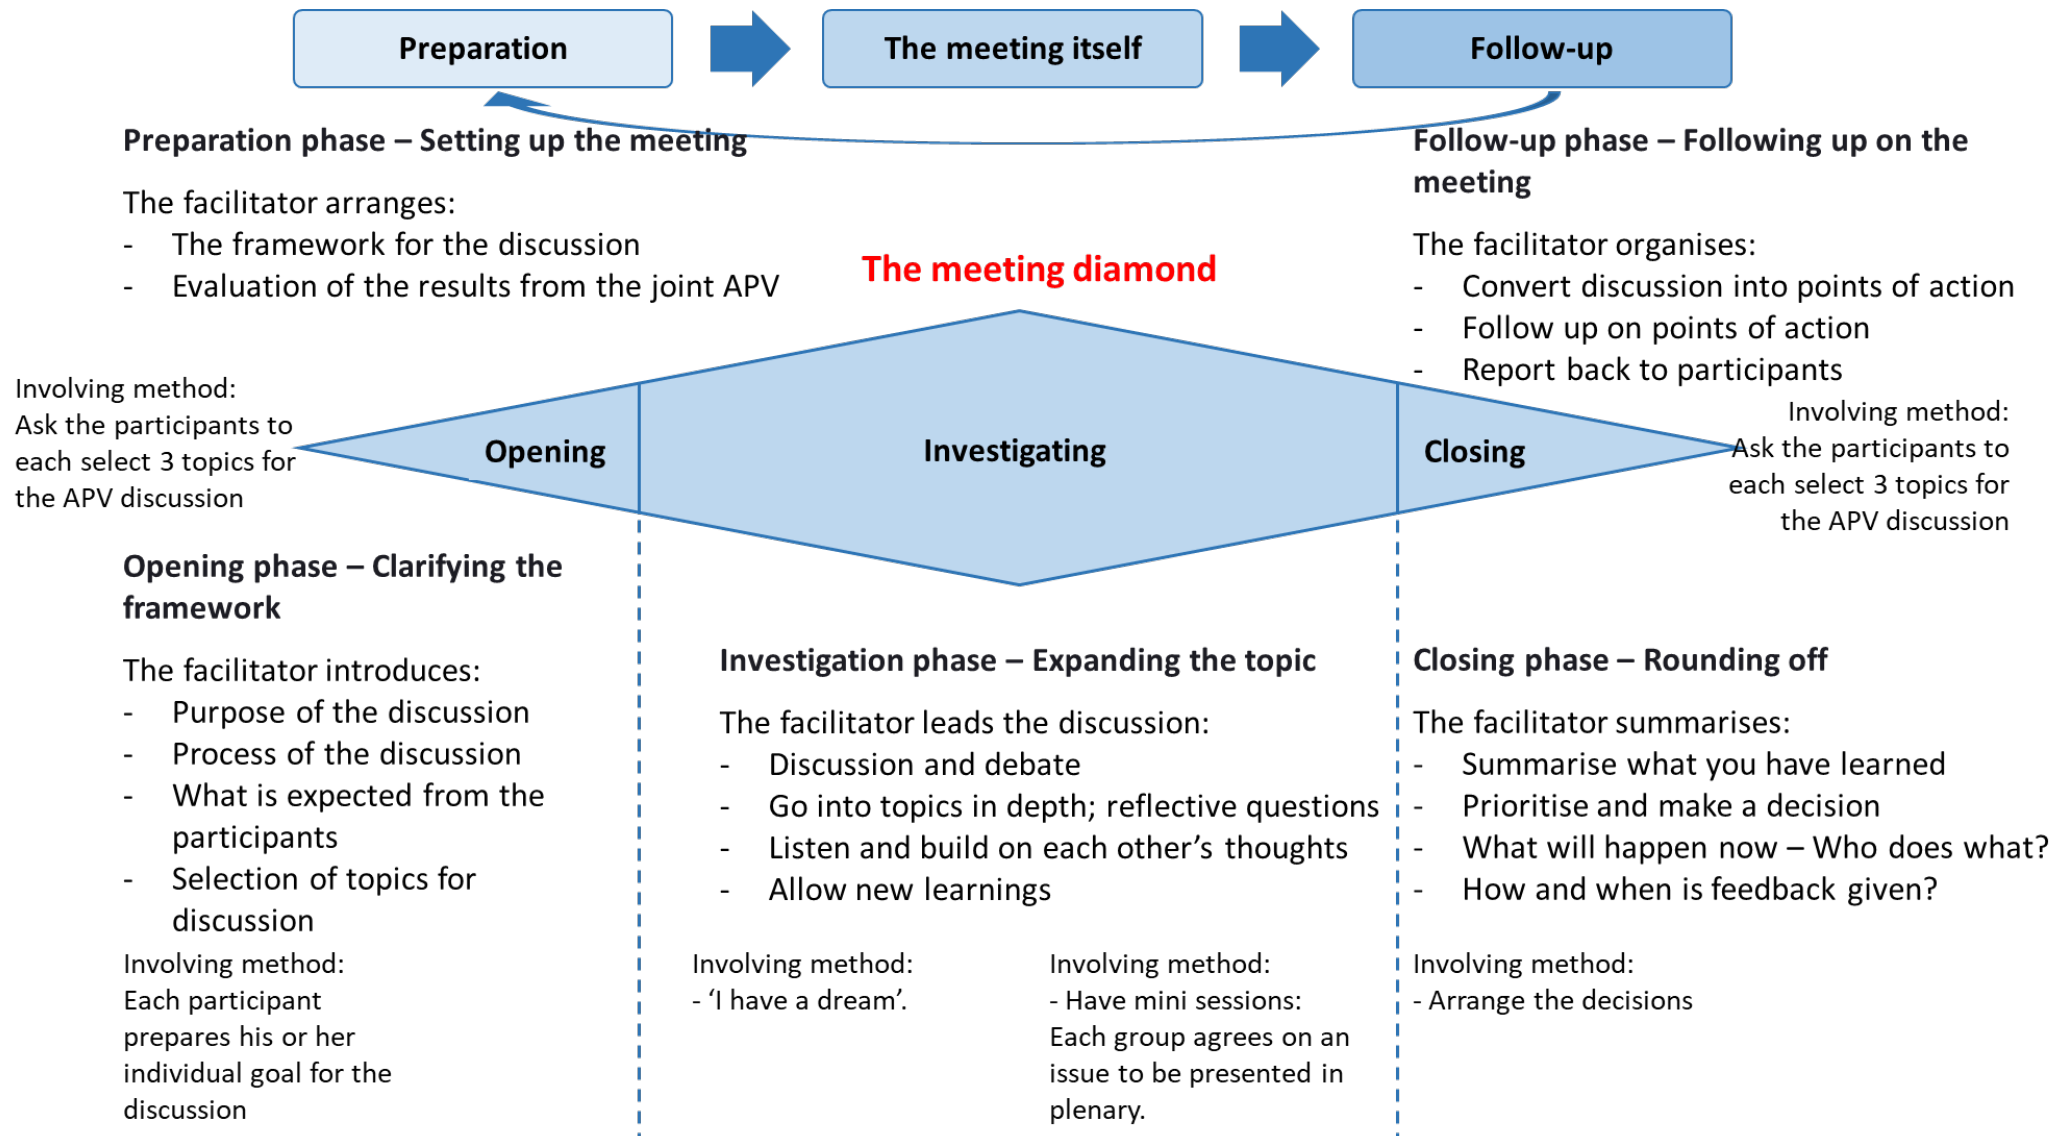 Preparation
The meeting itself
Follow-up
Preparation phase – Setting up the meeting
The facilitator arranges:
- The framework for the discussion
- Evaluation of the results from the joint APV
Follow-up phase – Following up on the
meeting
The facilitator organises:
- Convert discussion into points of action
- Follow up on points of action
- Report back to participants
The meeting diamond
Involving method:
Ask the participants to
each select 3 topics for
the APV discussion
Opening
Investigating
Closing
Involving method:
Ask the participants to
each select 3 topics for
the APV discussion
Opening phase – Clarifying the
framework
The facilitator introduces:
- Purpose of the discussion
- Process of the discussion
- What is expected from the
participants
- Selection of topics for
discussion
Involving method:
Each participant
prepares his or her
individual goal for the
discussion
Investigation phase – Expanding the topic
The facilitator leads the discussion:
- Discussion and debate
- Go into topics in depth; reflective questions
- Listen and build on each other’s thoughts
- Allow new learnings
Involving method:
- ‘I have a dream’.
Involving method:
- Have mini sessions:
Each group agrees on an
issue to be presented in
plenary.
Closing phase – Rounding off
The facilitator summarises:
- Summarise what you have learned
- Prioritise and make a decision
- What will happen now – Who does what?
- How and when is feedback given?
Involving method:
- Arrange the decisions